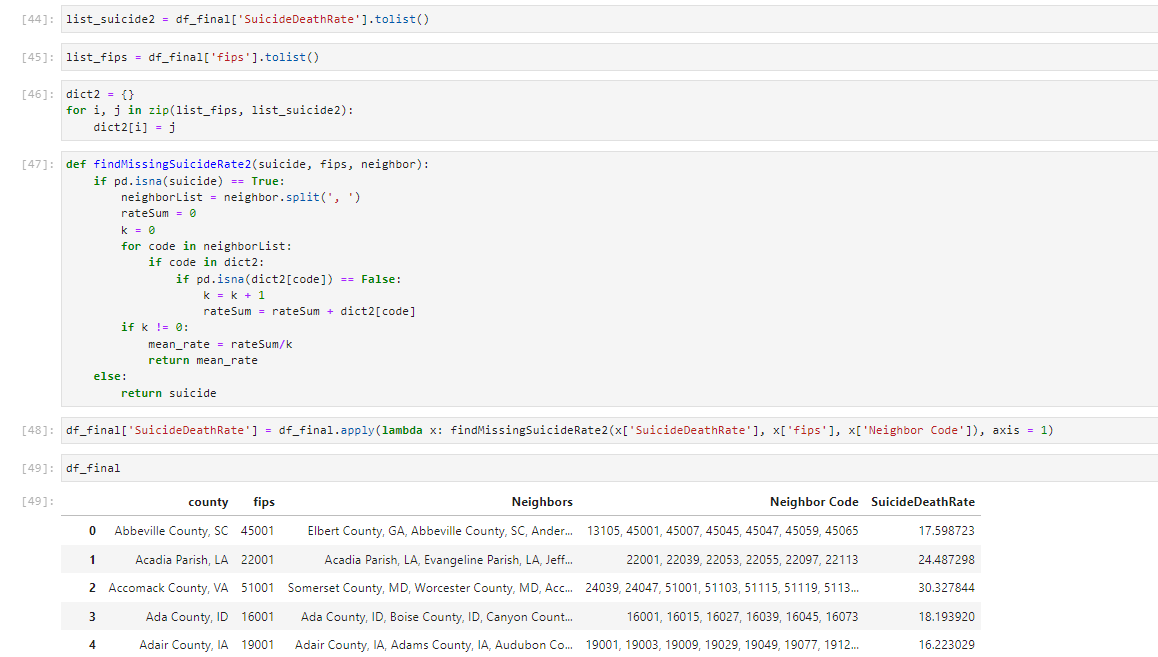 [44]: list_suicide2 = df_final['SuicideDeathRate'].tolist()
[45]: list_fips = df_final['fips'].tolist()
[46]: dict2 = {}
for i, j in zip(list_fips, list_suicide2):
    dict2[i] = j
[47]: def findMissingSuicideRate2(suicide, fips, neighbor):
    if pd.isna(suicide) == True:
        neighborList = neighbor.split(', ')
        rateSum = 0
        k = 0
        for code in neighborList:
            if code in dict2:
                if pd.isna(dict2[code]) == False:
                    k = k + 1
                    rateSum = rateSum + dict2[code]
        if k != 0:
            mean_rate = rateSum/k
            return mean_rate
    else:
        return suicide
[48]: df_final['SuicideDeathRate'] = df_final.apply(lambda x: findMissingSuicideRate2(x['SuicideDeathRate'], x['fips'], x['Neighbor Code']), axis = 1)
[49]: df_final
[49]: county fips Neighbors Neighbor Code SuicideDeathRate
0 Abbeville County, SC 45001 Elbert County, GA, Abbeville County, SC, Ander... 13105, 45001, 45007, 45045, 45047, 45059, 45065 17.598723
1 Acadia Parish, LA 22001 Acadia Parish, LA, Evangeline Parish, LA, Jeff... 22001, 22039, 22053, 22055, 22097, 22113 24.487298
2 Accomack County, VA 51001 Somerset County, MD, Worcester County, MD, Acc... 24039, 24047, 51001, 51103, 51115, 51119, 5113... 30.327844
3 Ada County, ID 16001 Ada County, ID, Boise County, ID, Canyon Count... 16001, 16015, 16027, 16039, 16045, 16073 18.193920
4 Adair County, IA 19001 Adair County, IA, Adams County, IA, Audubon Co... 19001, 19003, 19009, 19029, 19049, 19077, 1912... 16.223029